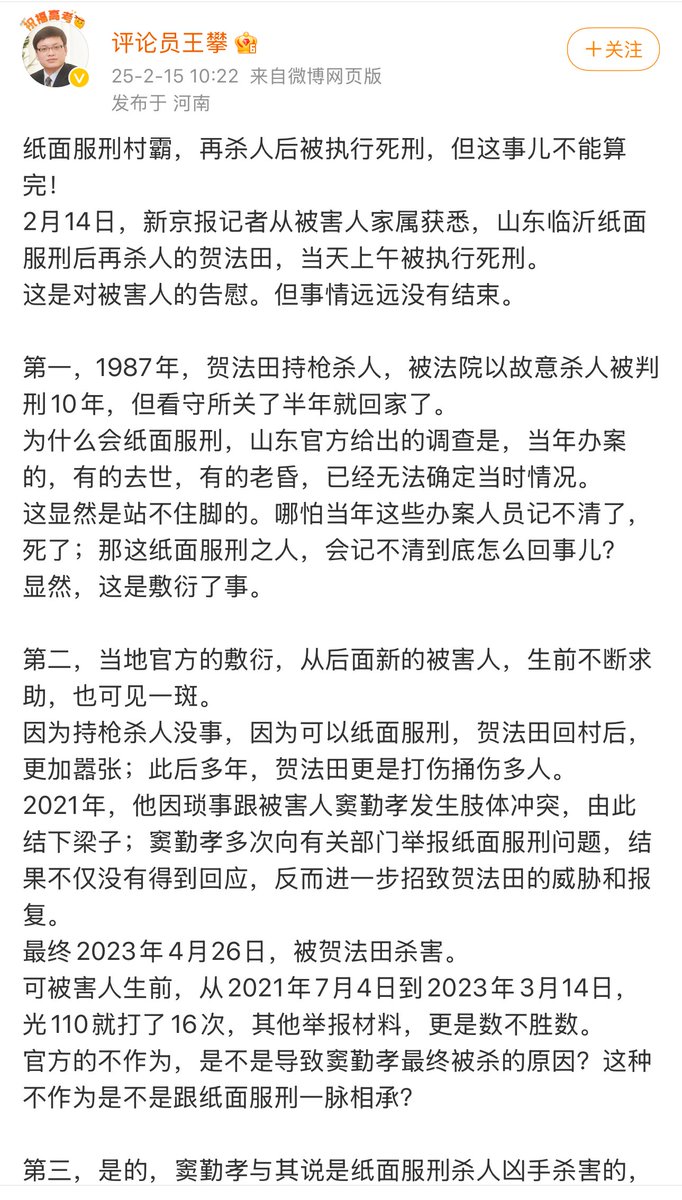 祝福高考
评论员王攀
25-2-15 10:22 来自微博网页版
发布于 河南
+关注
纸面服刑村霸，再杀人后被执行死刑，但这事儿不能算
完！
2月14日，新京报记者从被害人家属获悉，山东临沂纸面
服刑后再杀人的贺法田，当天上午被执行死刑。
这是对被害人的告慰。但事情远远没有结束。
第一，1987年，贺法田持枪杀人，被法院以故意杀人被判
刑10年，但看守所关了半年就回家了。
为什么会纸面服刑，山东官方给出的调查是，当年办案
的，有的去世，有的老昏，已经无法确定当时情况。
这显然是站不住脚的。哪怕当年这些办案人员记不清了，
死了；那这纸面服刑之人，会记不清到底怎么回事儿？
显然，这是敷衍了事。
第二，当地官方的敷衍，从后面新的被害人，生前不断求
助，也可见一斑。
因为持枪杀人没事，因为可以纸面服刑，贺法田回村后，
更加嚣张；此后多年，贺法田更是打伤捅伤多人。
2021年，他因琐事跟被害人窦勤孝发生肢体冲突，由此
结下梁子；窦勤孝多次向有关部门举报纸面服刑问题，结
果不仅没有得到回应，反而进一步招致贺法田的威胁和报
复。
最终2023年4月26日，被贺法田杀害。
可被害人生前，从2021年7月4日到2023年3月14日，
光110就打了16次，其他举报材料，更是数不胜数。
官方的不作为，是不是导致窦勤孝最终被杀的原因？这种
不作为是不是跟纸面服刑一脉相承？
第三，是的，窦勤孝与其说是纸面服刑杀人凶手杀害的，